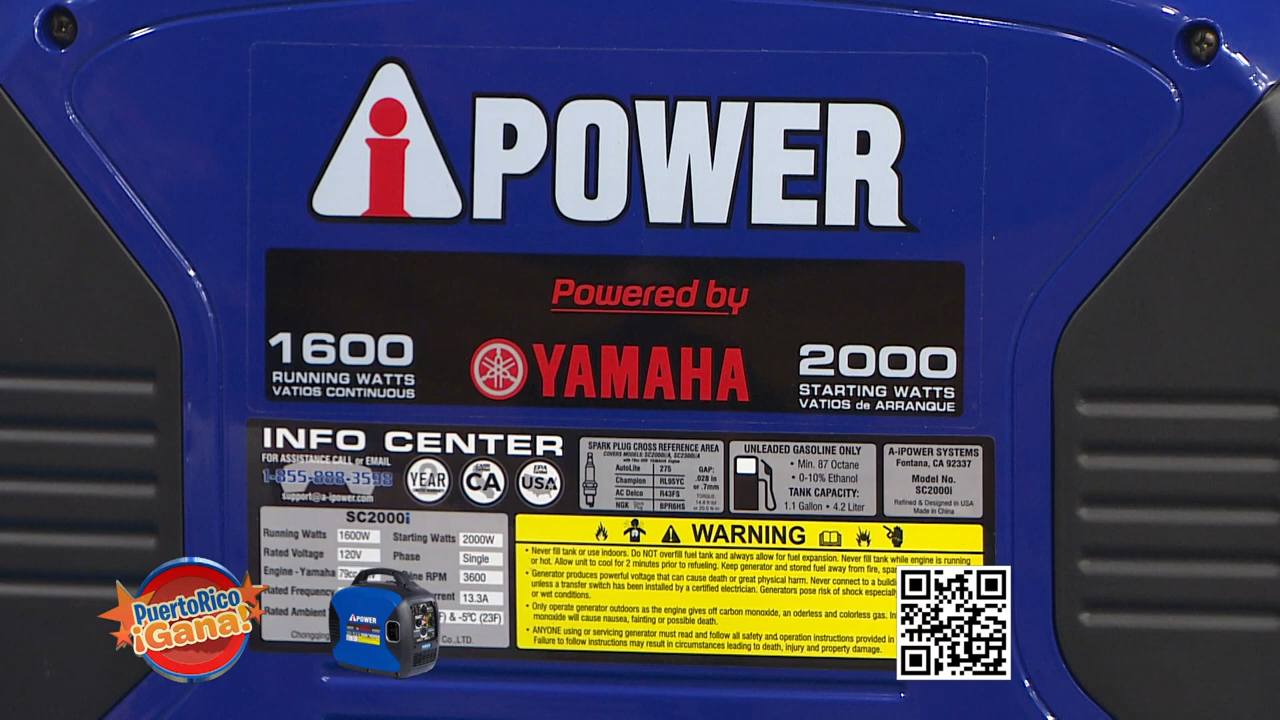 i POWER
Powered by
YAMAHA
1600
RUNNING WATTS
VATIOS CONTINUOUS
2000
STARTING WATTS
VATIOS de ARRANQUE
INFO CENTER
FOR ASSISTANCE CALL or EMAIL
1-855-888-3598
support@a-ipower.com
2 YEAR
CA
EPA
USA
SPARK PLUG CROSS REFERENCE AREA
AutoLite 275
Champion RL95YC
AC Delco R43FS
NGK BPR6HS
GAP:
.028 in
or .7mm
TORQUE:
UNLEADED GASOLINE ONLY
• Min. 87 Octane
• 0-10% Ethanol
TANK CAPACITY:
1.1 Gallon • 4.2 Liter
A-IPOWER SYSTEMS
Fontana, CA 92337
Model No.
SC2000i
Refined & Designed in USA
Made in China
SC2000i
Running Watts 1600W Starting Watts 2000W
Rated Voltage 120V Phase Single
Engine - Yamaha 79cc RPM 3600
Rated Frequency 13.3A
Rated Ambient & -5ºC (23F)
Co.,LTD.
WARNING
• Never fill tank or use indoors. Do NOT overfill fuel tank and always allow for fuel expansion. Never fill tank while engine is running
or hot. Allow unit to cool for 2 minutes prior to refueling. Keep generator and stored fuel away from fire,
• Generator produces powerful voltage that can cause death or great physical harm. Never connect to a
unless a transfer switch has been installed by a certified electrician. Generators pose risk of shock
or wet conditions.
• Only operate generator outdoors as the engine gives off carbon monoxide, an oderless and colorless gas.
monoxide will cause nausea, fainting or possible death.
• ANYONE using or servicing generator must read and follow all safety and operation instructions provided in
Failure to follow instructions may result in circumstances leading to death, injury and property damage.
PuertoRico
¡Gana!
i POWER